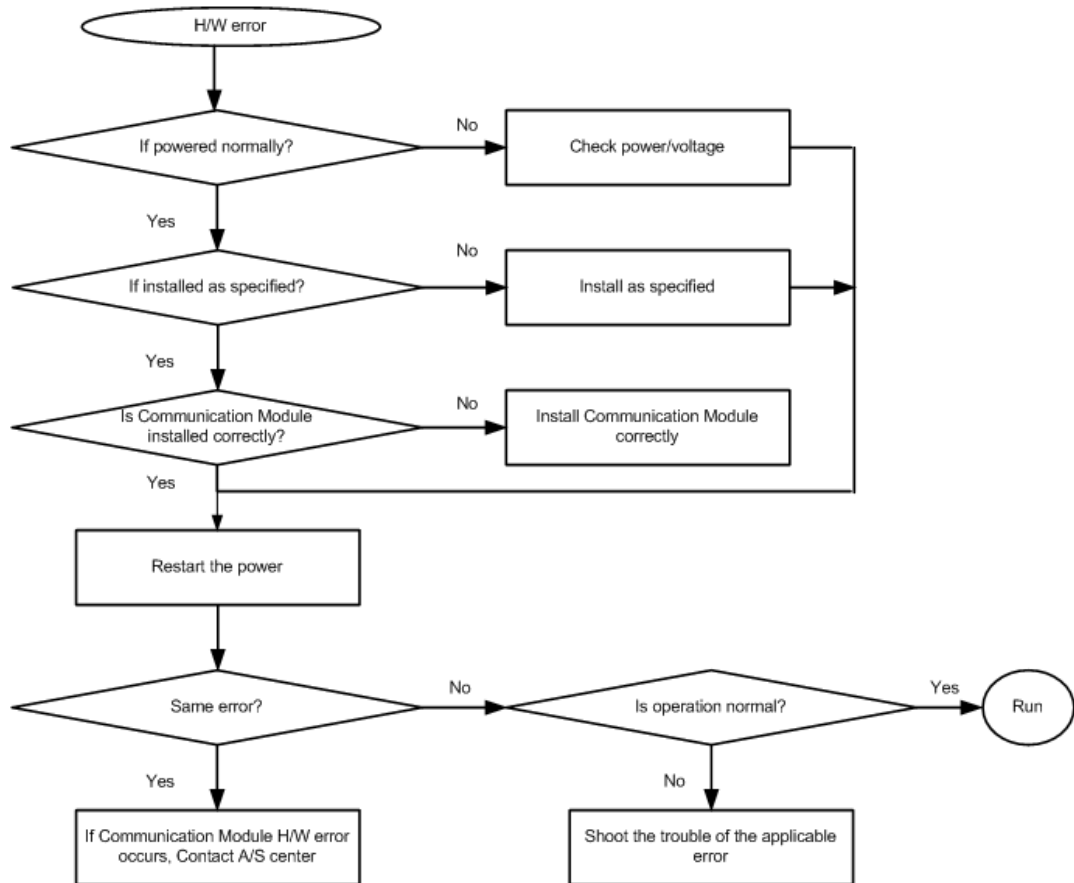 H/W error
If powered normally?
No
Check power/voltage
Yes
If installed as specified?
No
Install as specified
Yes
Is Communication Module
installed correctly?
No
Install Communication Module
correctly
Yes
Restart the power
Same error?
No
Is operation normal?
Yes
Run
Yes
No
If Communication Module H/W error
occurs, Contact A/S center
Shoot the trouble of the applicable
error